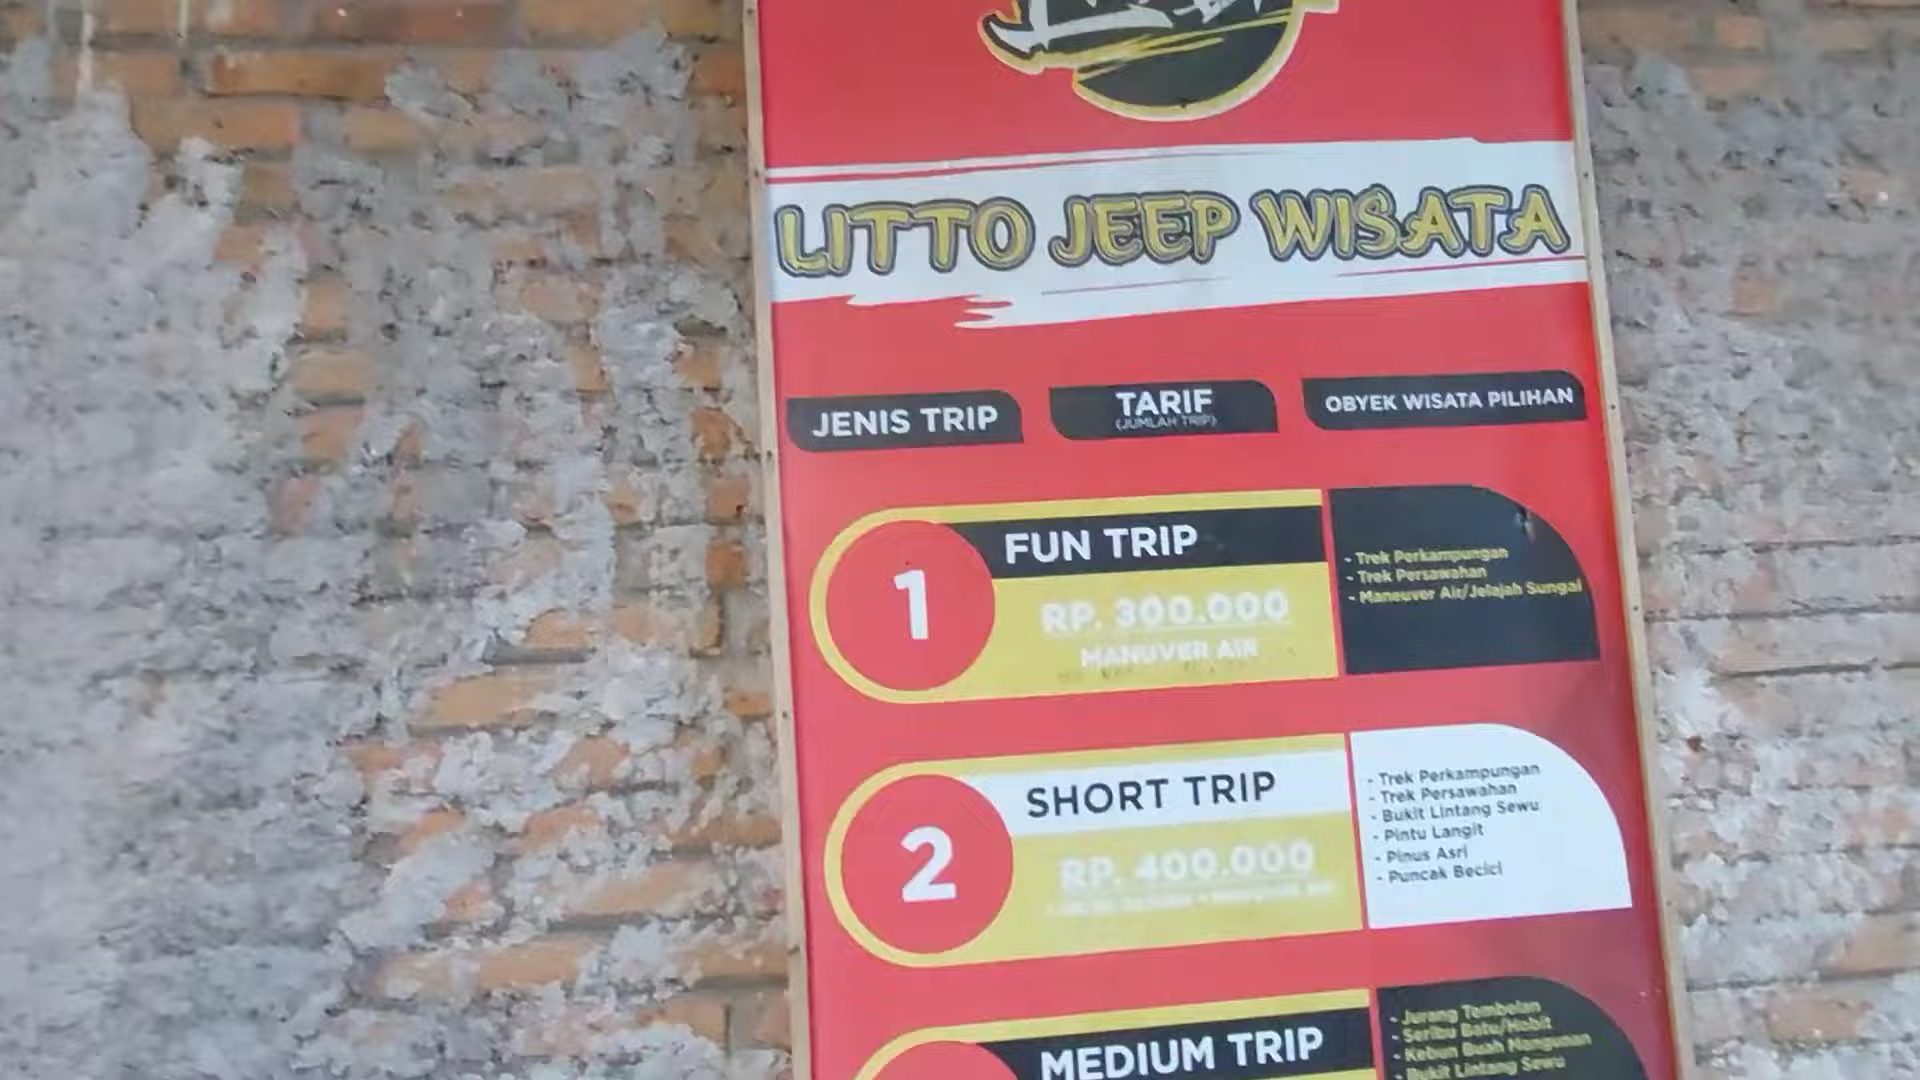 LITTO JEEP WISATA
JENIS TRIP
TARIF
(JUMLAH TRIP)
OBYEK WISATA PILIHAN
1
FUN TRIP
RP. 300.000
MANUVER AIR
- Trek Perkampungan
- Trek Persawahan
- Maneuver Air/Jelajah Sungai
2
SHORT TRIP
RP. 400.000
- Trek Perkampungan
- Trek Persawahan
- Bukit Lintang Sewu
- Pintu Langit
- Pinus Asri
- Puncak Becici
MEDIUM TRIP
- Jurang Tembelan
- Seribu Batu/Hobit
- Kebun Buah Mangunan
- Bukit Lintang Sewu